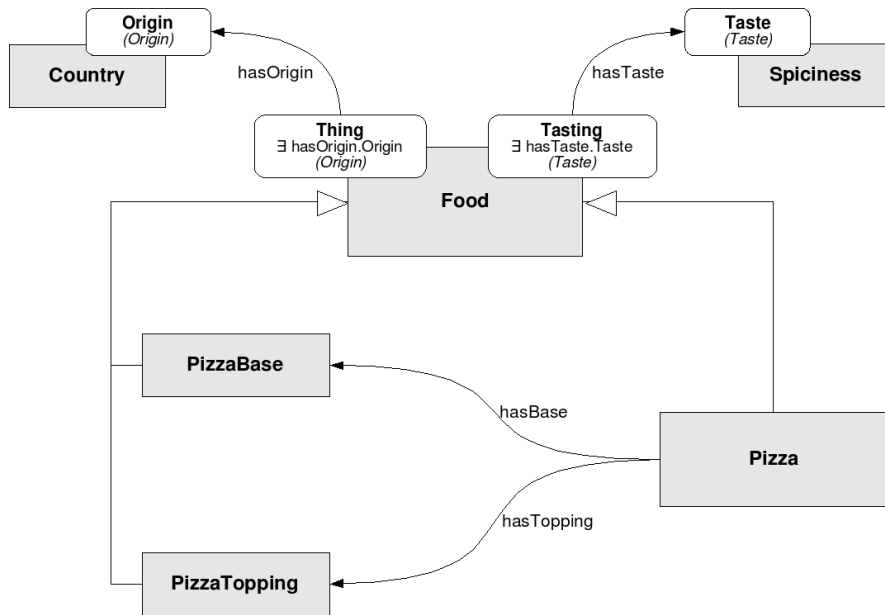 Origin
(Origin)
Taste
(Taste)
Country
hasOrigin
hasTaste
Spiciness
Thing
∃ hasOrigin.Origin
(Origin)
Tasting
∃ hasTaste.Taste
(Taste)
Food
PizzaBase
hasBase
Pizza
hasTopping
PizzaTopping